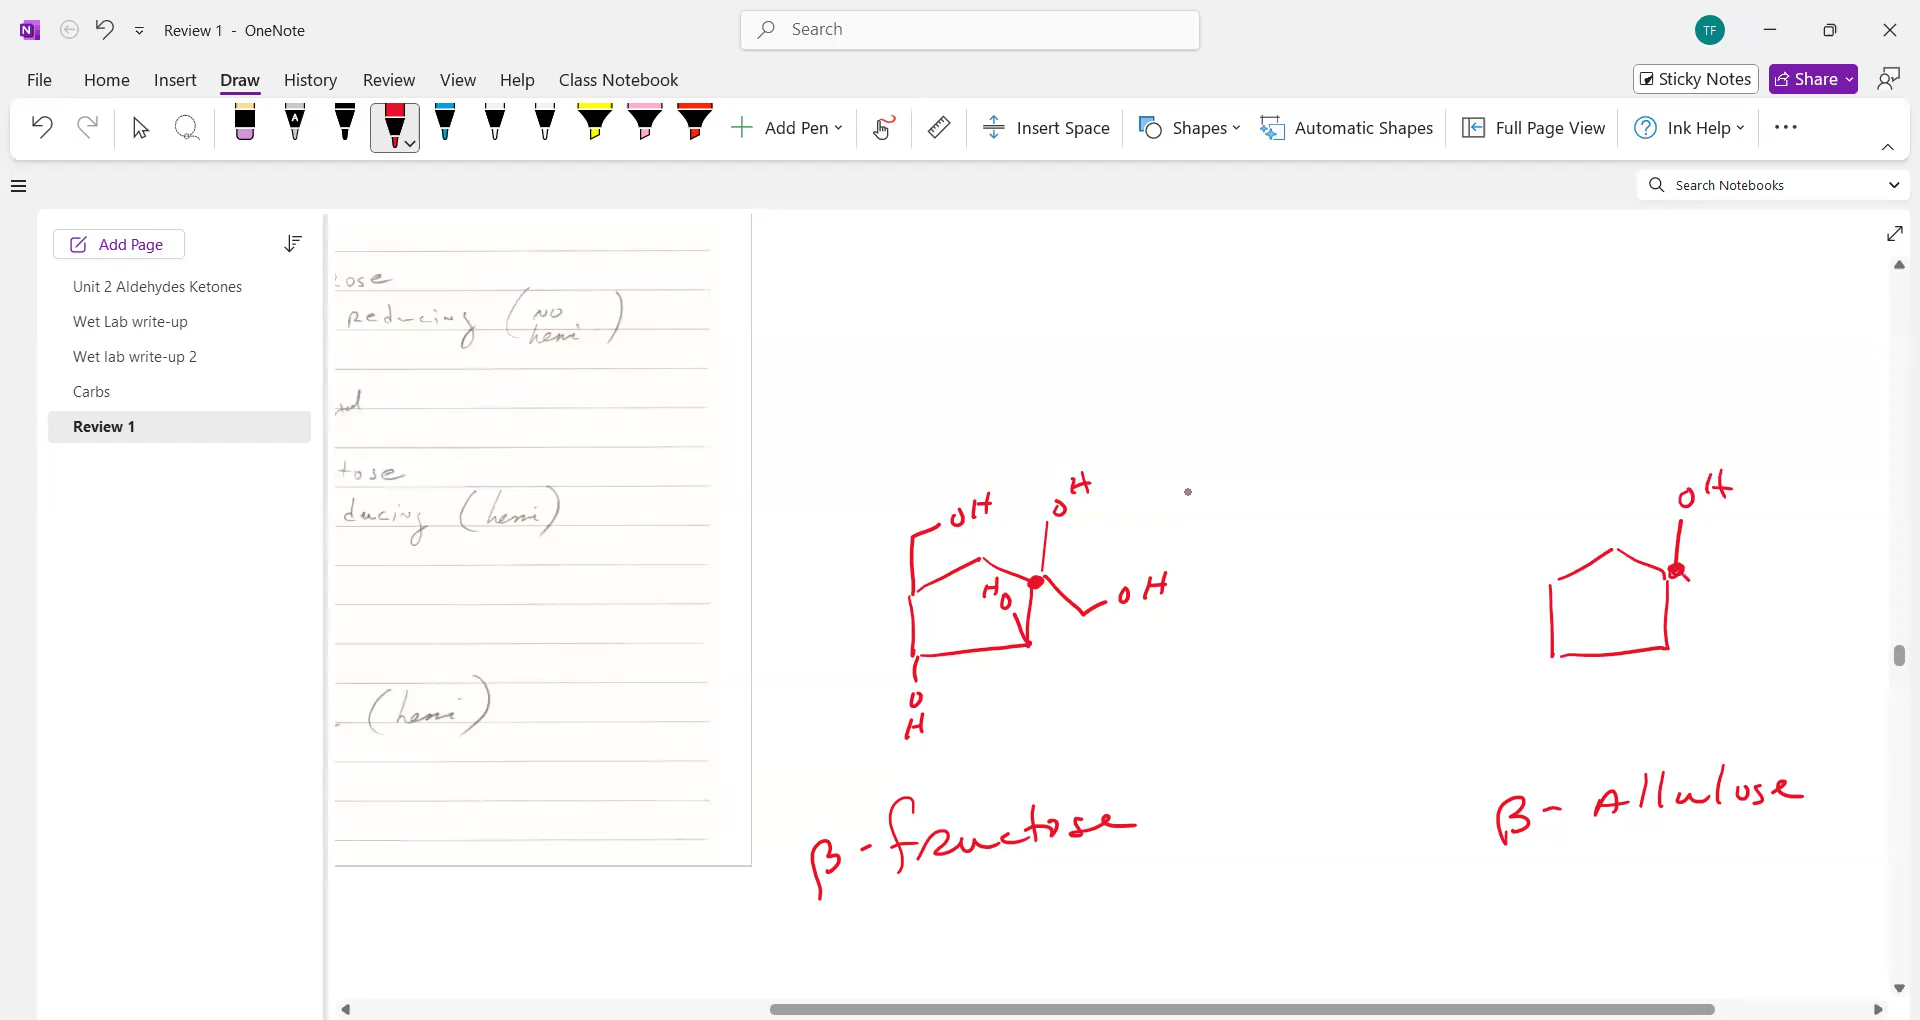 Review 1 - OneNote
Search
TF
File
Home
Insert
Draw
History
Review
View
Help
Class Notebook
Sticky Notes
Share
A
Add Pen
Insert Space
Shapes
Automatic Shapes
Full Page View
Ink Help
Search Notebooks
Add Page
Unit 2 Aldehydes Ketones
Wet Lab write-up
Wet lab write-up 2
Carbs
Review 1
ose
Reducing (NO
hemi)
tose
ducing (hemi)
(hemi)
OH
OH
HO
OH
O
H
β-fructose
OH
β-Allulose